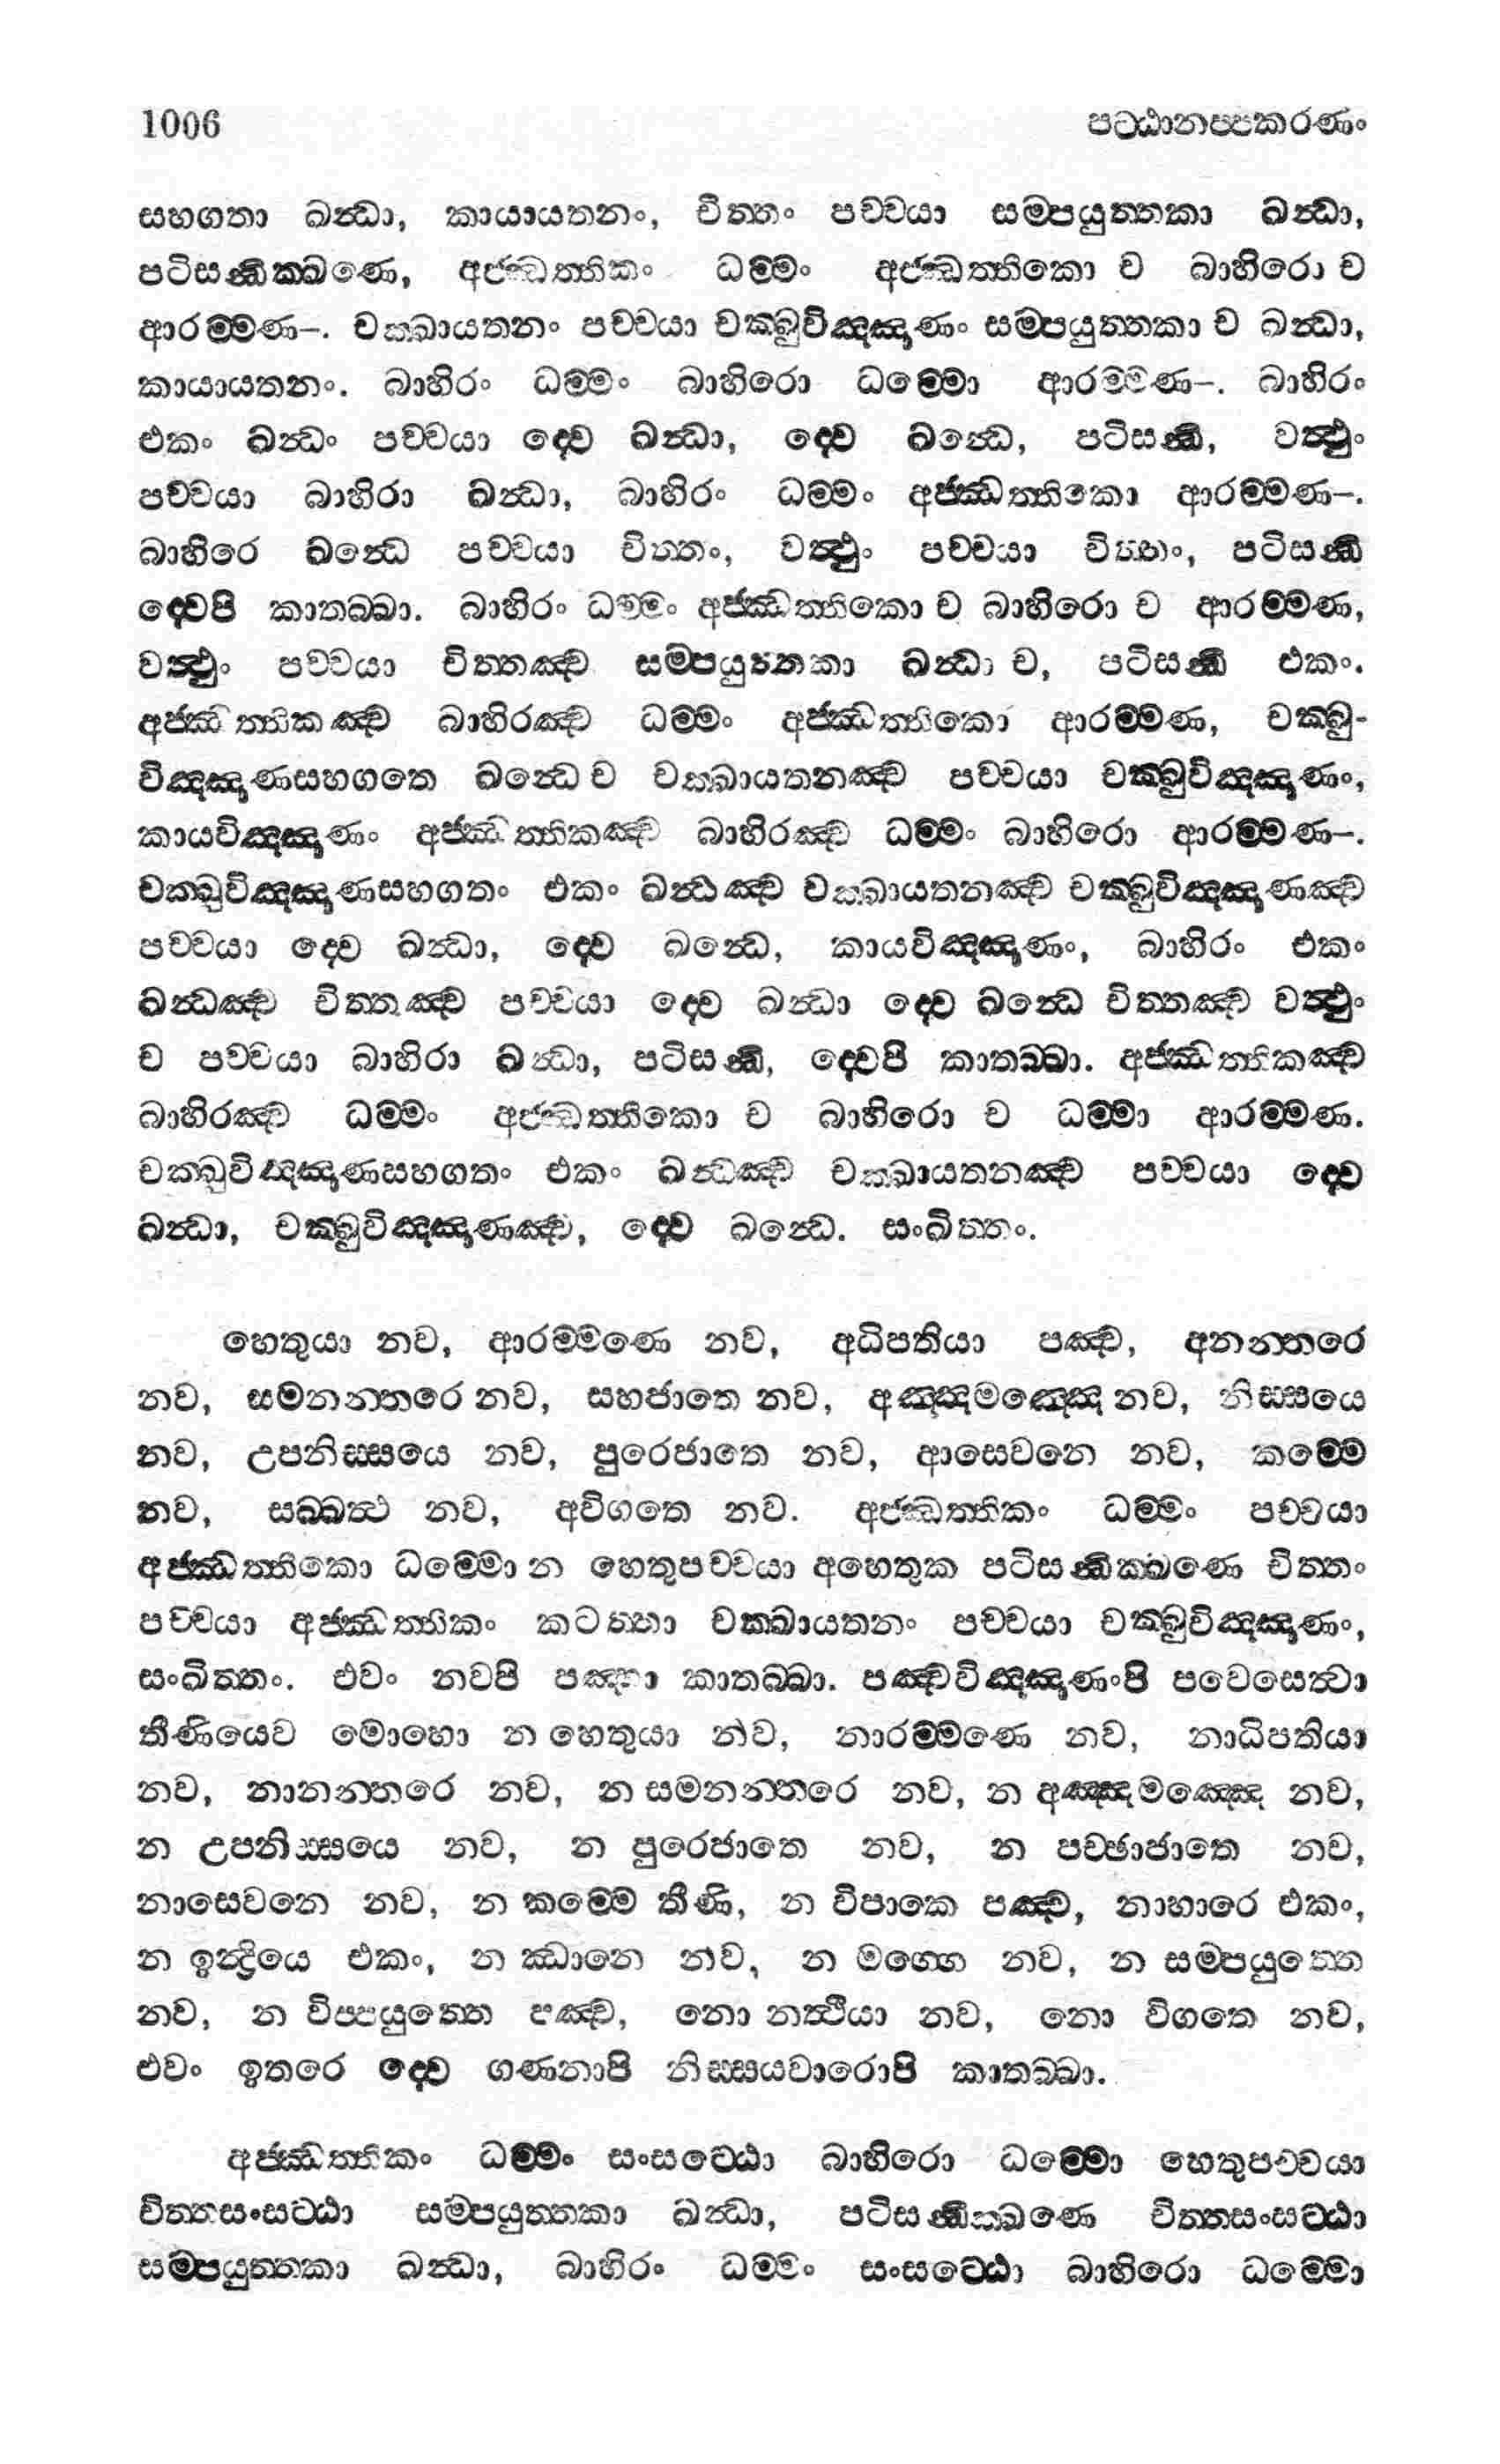 1006 පට්ඨානප්පකරණං
සහගතා ඛන්ධා, කායායතනං, චිත්තං පච්චයා සම්පයුත්තකා ඛන්ධා,
පටිසන්ධික්ඛණෙ, අජ්ඣත්තිකං ධම්මං අජ්ඣත්තිකො ච බාහිරො ච
ආරම්මණ–. චක්ඛායතනං පච්චයා චක්ඛුවිඤ්ඤාණං සම්පයුත්තකා ච ඛන්ධා,
කායායතනං. බාහිරං ධම්මං බාහිරො ධම්මො ආරම්මණ–. බාහිරං
එකං ඛන්ධං පච්චයා ද්වෙ ඛන්ධා, ද්වෙ ඛන්ධෙ, පටිසන්ධි, වත්ථුං
පච්චයා බාහිරා ඛන්ධා, බාහිරං ධම්මං අජ්ඣත්තිකො ආරම්මණ–.
බාහිරෙ ඛන්ධෙ පච්චයා චිත්තං, වත්ථුං පච්චයා චිත්තං, පටිසන්ධි
ද්වෙපි කාතබ්බා. බාහිරං ධම්මං අජ්ඣත්තිකො ච බාහිරො ච ආරම්මණ,
වත්ථුං පච්චයා චිත්තඤ්ච සම්පයුත්තකා ඛන්ධා ච, පටිසන්ධි එකං.
අජ්ඣත්තිකඤ්ච බාහිරඤ්ච ධම්මං අජ්ඣත්තිකො ආරම්මණ, චක්ඛු-
විඤ්ඤාණසහගතෙ ඛන්ධෙ ච චක්ඛායතනඤ්ච පච්චයා චක්ඛුවිඤ්ඤාණං,
කායවිඤ්ඤාණං අජ්ඣත්තිකඤ්ච බාහිරඤ්ච ධම්මං බාහිරො ආරම්මණ–.
චක්ඛුවිඤ්ඤාණසහගතං එකං ඛන්ධඤ්ච චක්ඛායතනඤ්ච චක්ඛුවිඤ්ඤාණඤ්ච
පච්චයා ද්වෙ ඛන්ධා, ද්වෙ ඛන්ධෙ, කායවිඤ්ඤාණං, බාහිරං එකං
ඛන්ධඤ්ච චිත්තඤ්ච පච්චයා ද්වෙ ඛන්ධා ද්වෙ ඛන්ධෙ චිත්තඤ්ච වත්ථුං
ච පච්චයා බාහිරා ඛන්ධා, පටිසන්ධි, ද්වෙපි කාතබ්බා. අජ්ඣත්තිකඤ්ච
බාහිරඤ්ච ධම්මං අජ්ඣත්තිකො ච බාහිරො ච ධම්මා ආරම්මණ.
චක්ඛුවිඤ්ඤාණසහගතං එකං ඛන්ධඤ්ච චක්ඛායතනඤ්ච පච්චයා ද්වෙ
ඛන්ධා, චක්ඛුවිඤ්ඤාණඤ්ච, ද්වෙ ඛන්ධෙ. සංඛිත්තං.
හෙතුයා නව, ආරම්මණෙ නව, අධිපතියා පඤ්ච, අනන්තරෙ
නව, සමනන්තරෙ නව, සහජාතෙ නව, අඤ්ඤමඤ්ඤෙ නව, නිස්සයෙ
නව, උපනිස්සයෙ නව, පුරෙජාතෙ නව, ආසෙවනෙ නව, කම්මෙ
නව, සබ්බත්ථ නව, අවිගතෙ නව. අජ්ඣත්තිකං ධම්මං පච්චයා
අජ්ඣත්තිකො ධම්මො න හෙතුපච්චයා අහෙතුක පටිසන්ධික්ඛණෙ චිත්තං
පච්චයා අජ්ඣත්තිකං කටත්තා චක්ඛායතනං පච්චයා චක්ඛුවිඤ්ඤාණං,
සංඛිත්තං. එවං නවපි පඤ්හා කාතබ්බා. පඤ්චවිඤ්ඤාණංපි පවෙසෙත්වා
තීණියෙව මොහො න හෙතුයා නව, නාරම්මණෙ නව, නාධිපතියා
නව, නානන්තරෙ නව, න සමනන්තරෙ නව, න අඤ්ඤමඤ්ඤෙ නව,
න උපනිස්සයෙ නව, න පුරෙජාතෙ නව, න පච්ඡාජාතෙ නව,
නාසෙවනෙ නව, න කම්මෙ තීණි, න විපාකෙ පඤ්ච, නාහාරෙ එකං,
න ඉන්ද්‍රියෙ එකං, න ඣානෙ නව, න මග්ගෙ නව, න සම්පයුත්තෙ
නව, න විප්පයුත්තෙ පඤ්ච, නො නත්ථියා නව, නො විගතෙ නව,
එවං ඉතරෙ ද්වෙ ගණනාපි නිස්සයවාරොපි කාතබ්බා.
අජ්ඣත්තිකං ධම්මං සංසට්ඨො බාහිරො ධම්මො හෙතුපච්චයා
චිත්තසංසට්ඨා සම්පයුත්තකා ඛන්ධා, පටිසන්ධික්ඛණෙ චිත්තසංසට්ඨා
සම්පයුත්තකා ඛන්ධා, බාහිරං ධම්මං සංසට්ඨො බාහිරො ධම්මො